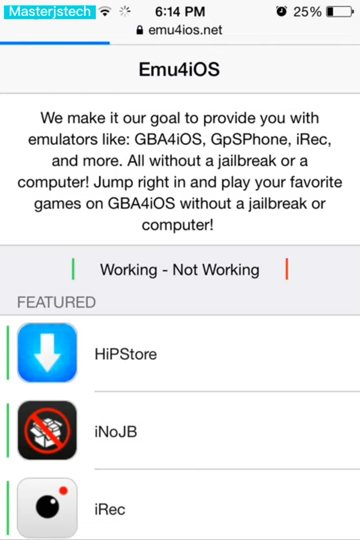 Masterjstech 6:14 PM 25%
emu4ios.net
Emu4iOS
We make it our goal to provide you with
emulators like: GBA4iOS, GpSPhone, iRec,
and more. All without a jailbreak or a
computer! Jump right in and play your favorite
games on GBA4iOS without a jailbreak or
computer!
Working - Not Working
FEATURED
HiPStore
iNoJB
iRec